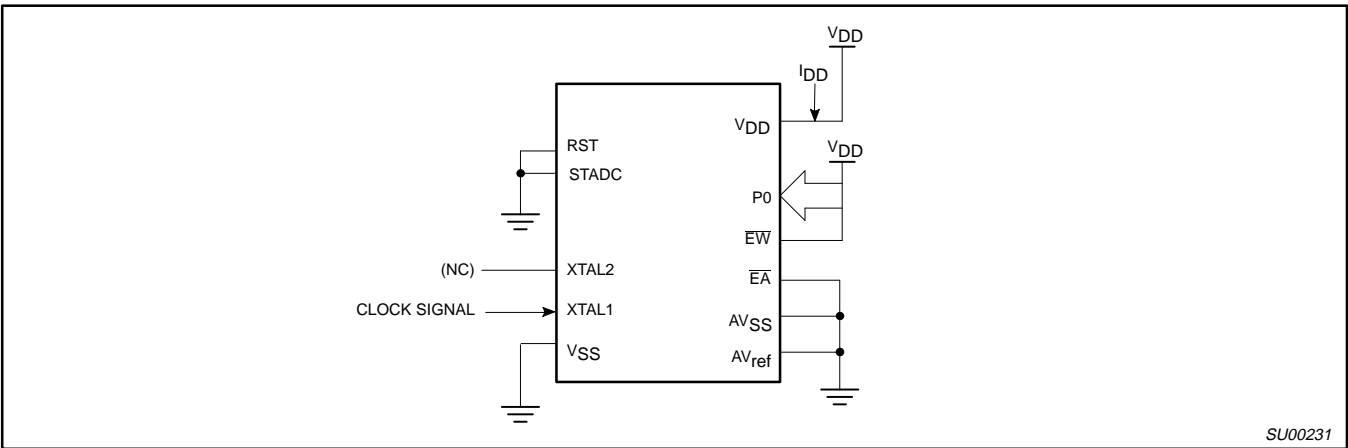 VDD
IDD
VDD
RST
STADC
VDD
P0
EW
(NC)
XTAL2
EA
CLOCK SIGNAL
XTAL1
AVSS
VSS
AVref
SU00231